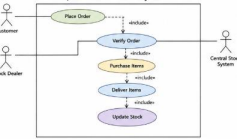 Place Order
«include»
Verify Order
«include»
Purchase Items
«include»
Deliver Items
«include»
Update Stock
ustomer
ck Dealer
Central Stor
System